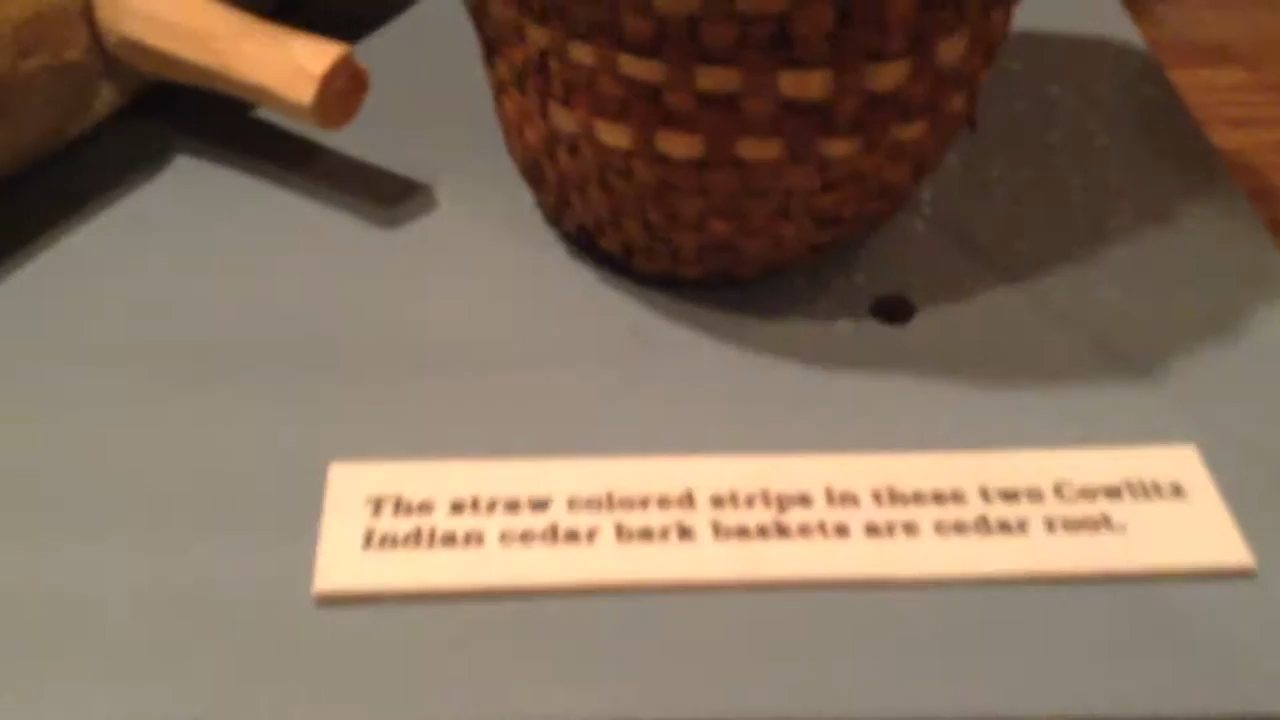 The straw colored strips in these two Cowlitz
Indian cedar bark baskets are cedar root.